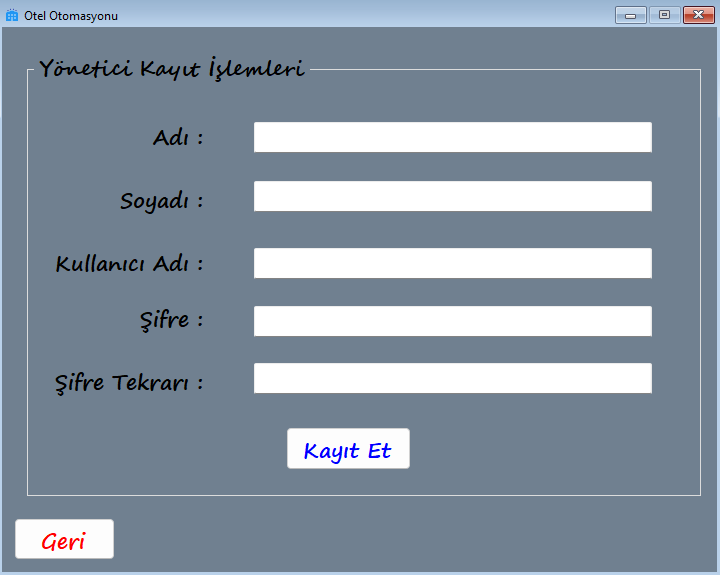 Otel Otomasyonu
Yönetici Kayıt İşlemleri
Adı :
Soyadı :
Kullanıcı Adı :
Şifre :
Şifre Tekrarı :
Kayıt Et
Geri